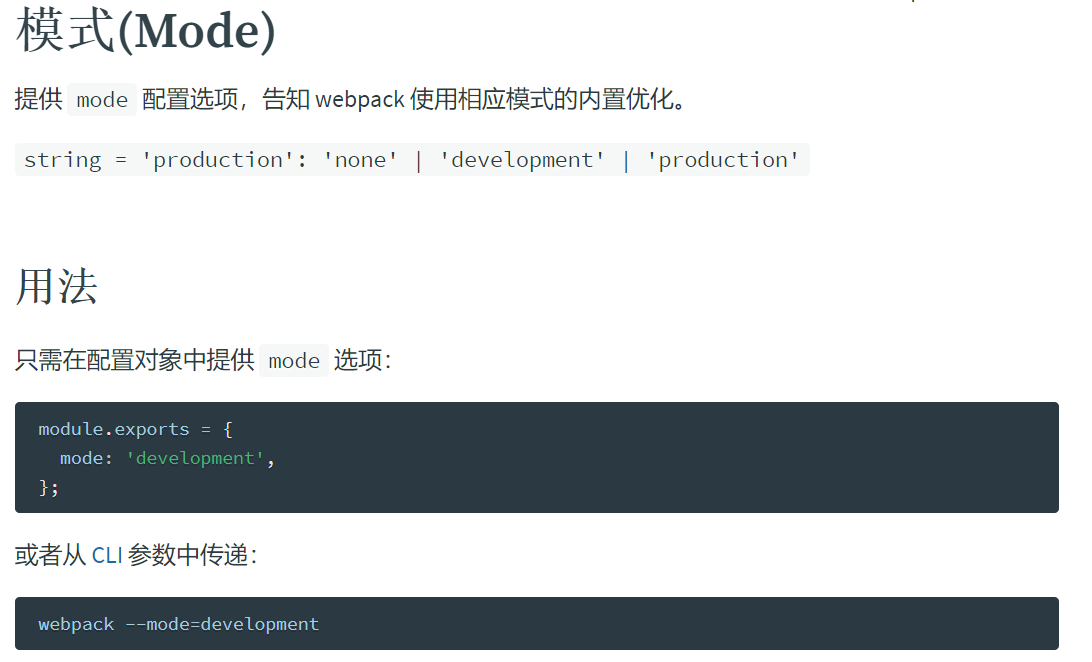 模式(Mode)
提供 mode 配置选项，告知 webpack 使用相应模式的内置优化。
string = 'production': 'none' | 'development' | 'production'
用法
只需在配置对象中提供 mode 选项：
module.exports = {
  mode: 'development',
};
或者从 CLI 参数中传递：
webpack --mode=development